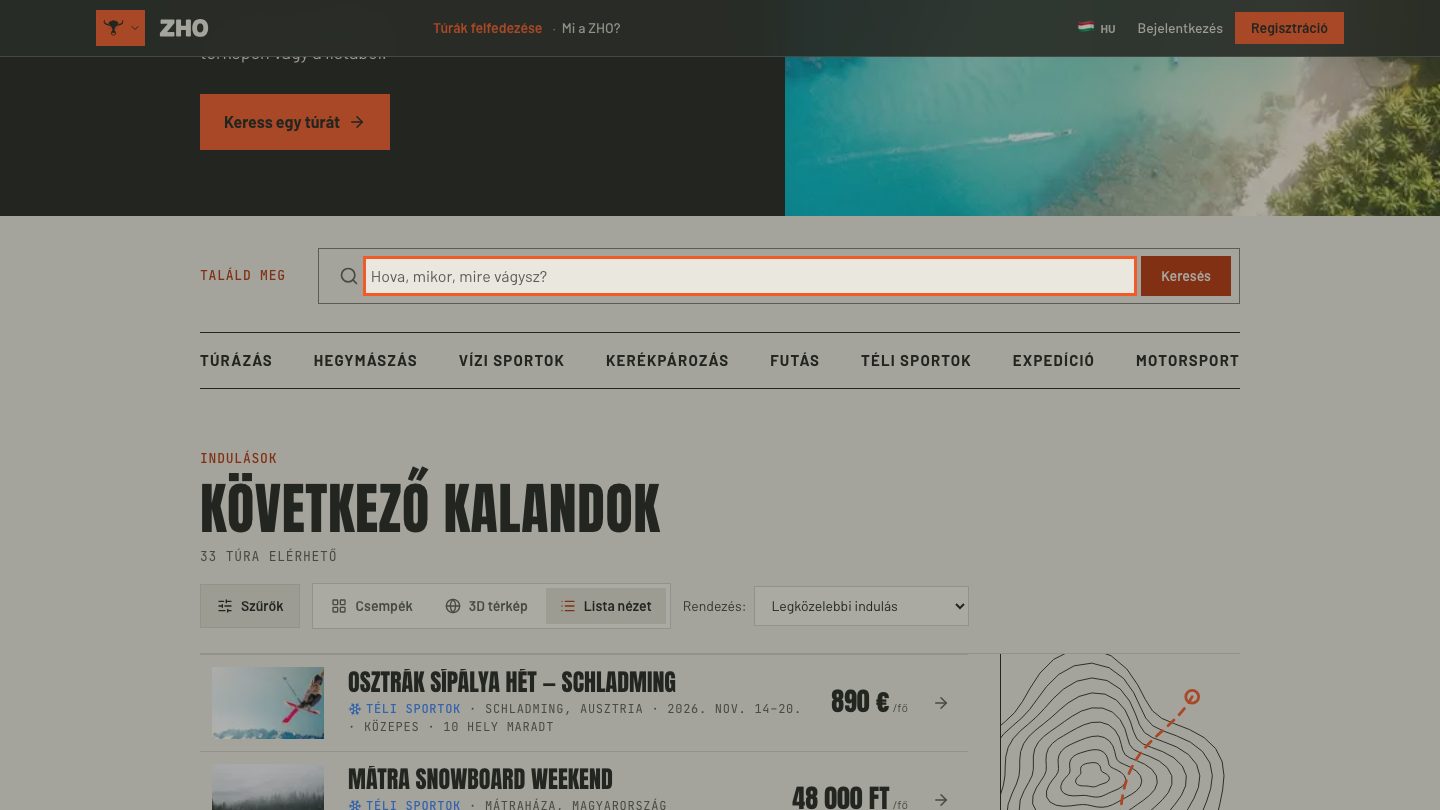 ZHO
Túrák felfedezése · Mi a ZHO?
HU
Bejelentkezés
Regisztráció
Keress egy túrát
TALÁLD MEG
Hova, mikor, mire vágysz?
Keresés
TÚRÁZÁS
HEGYMÁSZÁS
VÍZI SPORTOK
KERÉKPÁROZÁS
FUTÁS
TÉLI SPORTOK
EXPEDÍCIÓ
MOTORSPORT
INDULÁSOK
KÖVETKEZŐ KALANDOK
33 TÚRA ELÉRHETŐ
Szűrők
Csempék
3D térkép
Lista nézet
Rendezés:
Legközelebbi indulás
OSZTRÁK SÍPÁLYA HÉT – SCHLADMING
TÉLI SPORTOK · SCHLADMING, AUSZTRIA · 2026. NOV. 14–20.
· KÖZEPES · 10 HELY MARADT
890 € /fő
MÁTRA SNOWBOARD WEEKEND
TÉLI SPORTOK · MÁTRAHÁZA, MAGYARORSZÁG
48 000 FT /fő